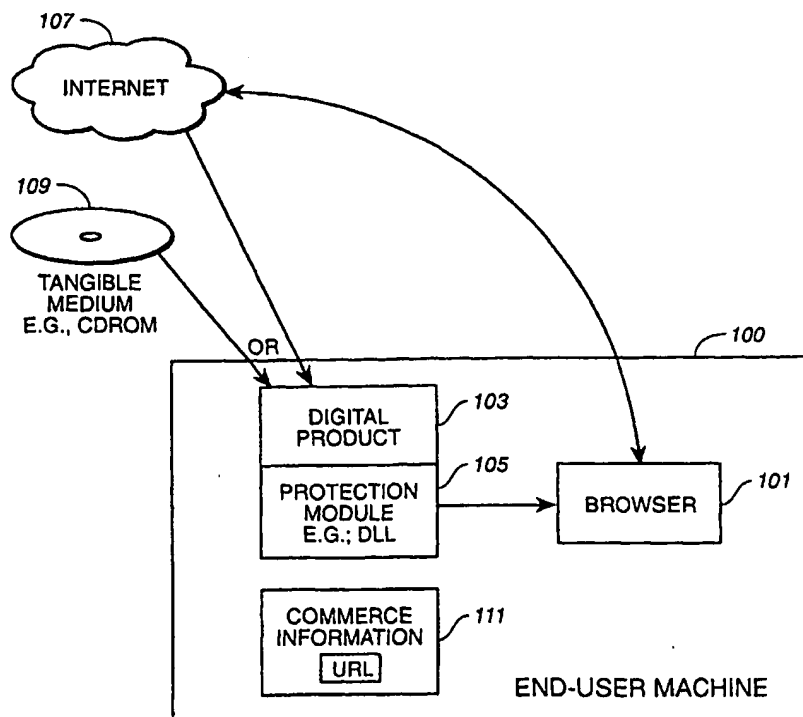 107
INTERNET
109
TANGIBLE
MEDIUM
E.G., CDROM
OR
100
DIGITAL
PRODUCT
103
PROTECTION
MODULE
E.G.; DLL
105
BROWSER
101
COMMERCE
INFORMATION
URL
111
END-USER MACHINE